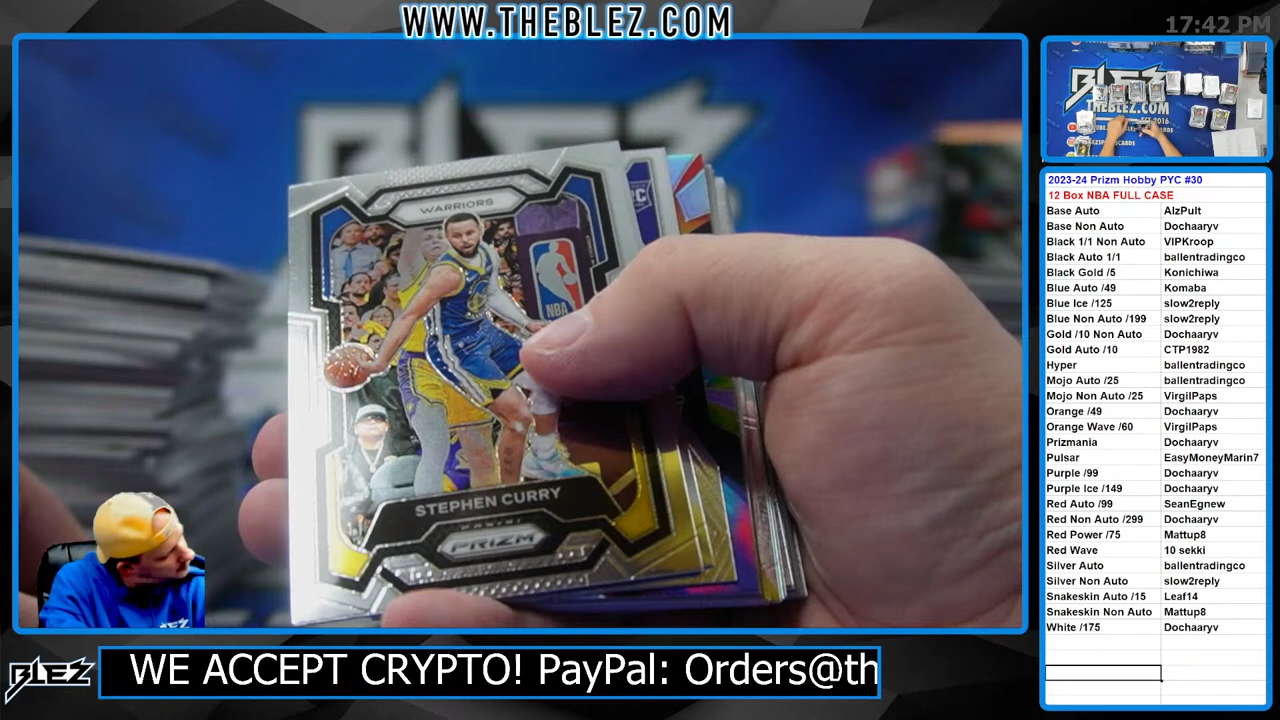 WWW.THEBLEZ.COM
17:42 PM
BLEZ
THEBLEZ.COM
WARRIORS
RC
NBA
STEPHEN CURRY
PANINI
PRIZM
2023-24 Prizm Hobby PYC #30
12 Box NBA FULL CASE
Base Auto AlzPult
Base Non Auto Dochaaryv
Black 1/1 Non Auto VIPKroop
Black Auto 1/1 ballentradingco
Black Gold /5 Konichiwa
Blue Auto /49 Komaba
Blue Ice /125 slow2reply
Blue Non Auto /199 slow2reply
Gold /10 Non Auto Dochaaryv
Gold Auto /10 CTP1982
Hyper ballentradingco
Mojo Auto /25 ballentradingco
Mojo Non Auto /25 VirgilPaps
Orange /49 Dochaaryv
Orange Wave /60 VirgilPaps
Prizmania Dochaaryv
Pulsar EasyMoneyMarin7
Purple /99 Dochaaryv
Purple Ice /149 Dochaaryv
Red Auto /99 SeanEgnew
Red Non Auto /299 Dochaaryv
Red Power /75 Mattup8
Red Wave 10 sekki
Silver Auto ballentradingco
Silver Non Auto slow2reply
Snakeskin Auto /15 Leaf14
Snakeskin Non Auto Mattup8
White /175 Dochaaryv
BLEZ
WE ACCEPT CRYPTO! PayPal: Orders@th